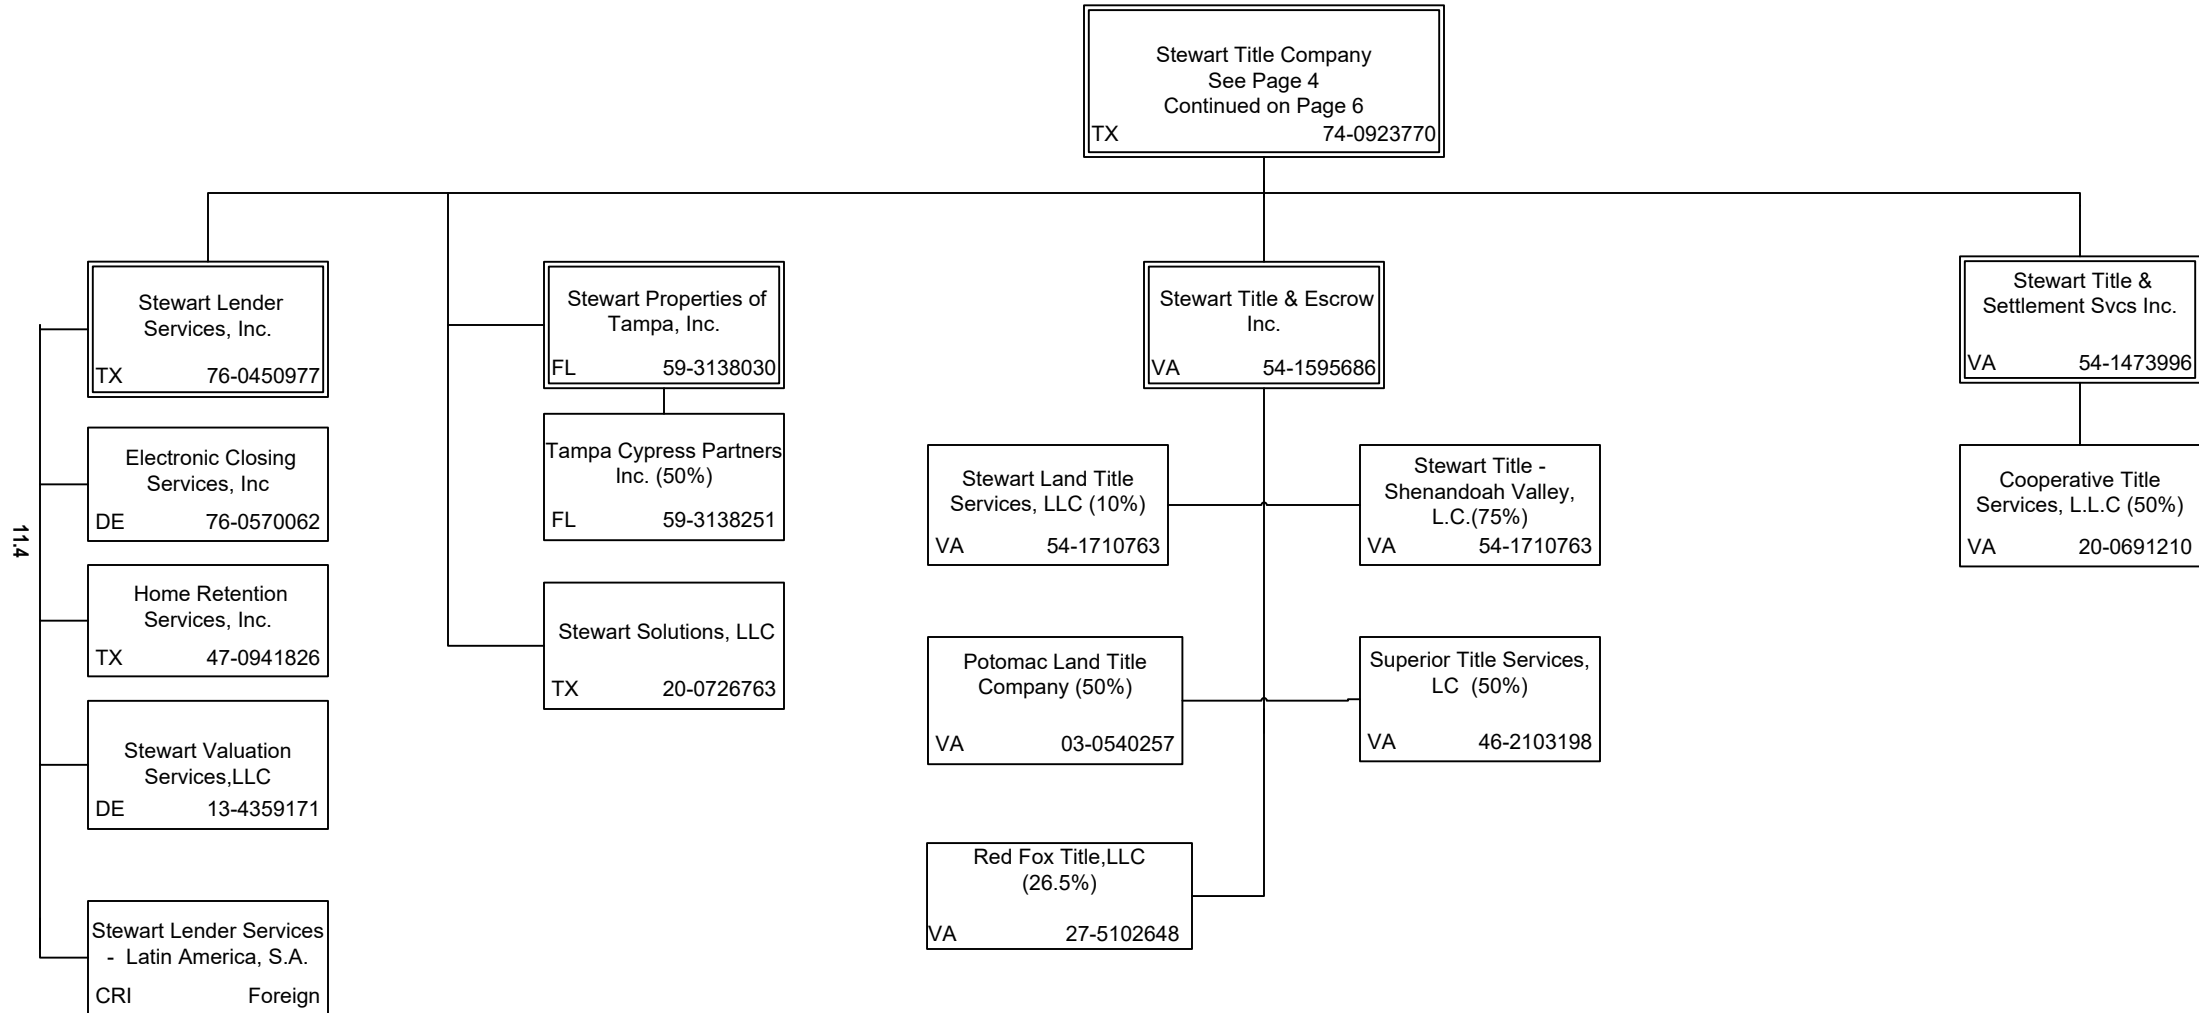 Stewart Title Company
See Page 4
Continued on Page 6
TX 74-0923770
Stewart Lender
Services, Inc.
TX 76-0450977
Electronic Closing
Services, Inc
DE 76-0570062
Home Retention
Services, Inc.
TX 47-0941826
Stewart Valuation
Services,LLC
DE 13-4359171
Stewart Lender Services
- Latin America, S.A.
CRI Foreign
Stewart Properties of
Tampa, Inc.
FL 59-3138030
Tampa Cypress Partners
Inc. (50%)
FL 59-3138251
Stewart Solutions, LLC
TX 20-0726763
Stewart Title & Escrow
Inc.
VA 54-1595686
Stewart Land Title
Services, LLC (10%)
VA 54-1710763
Stewart Title -
Shenandoah Valley,
L.C.(75%)
VA 54-1710763
Potomac Land Title
Company (50%)
VA 03-0540257
Superior Title Services,
LC (50%)
VA 46-2103198
Red Fox Title,LLC
(26.5%)
VA 27-5102648
Stewart Title &
Settlement Svcs Inc.
VA 54-1473996
Cooperative Title
Services, L.L.C (50%)
VA 20-0691210
11.4